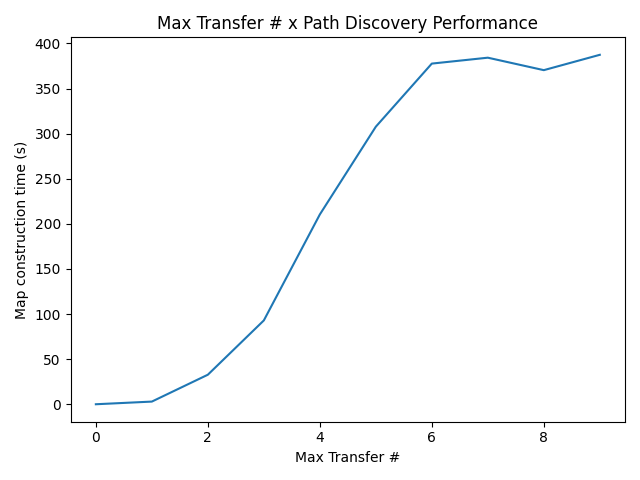 Max Transfer # x Path Discovery Performance
Map construction time (s)
400
350
300
250
200
150
100
50
0
0 2 4 6 8
Max Transfer #